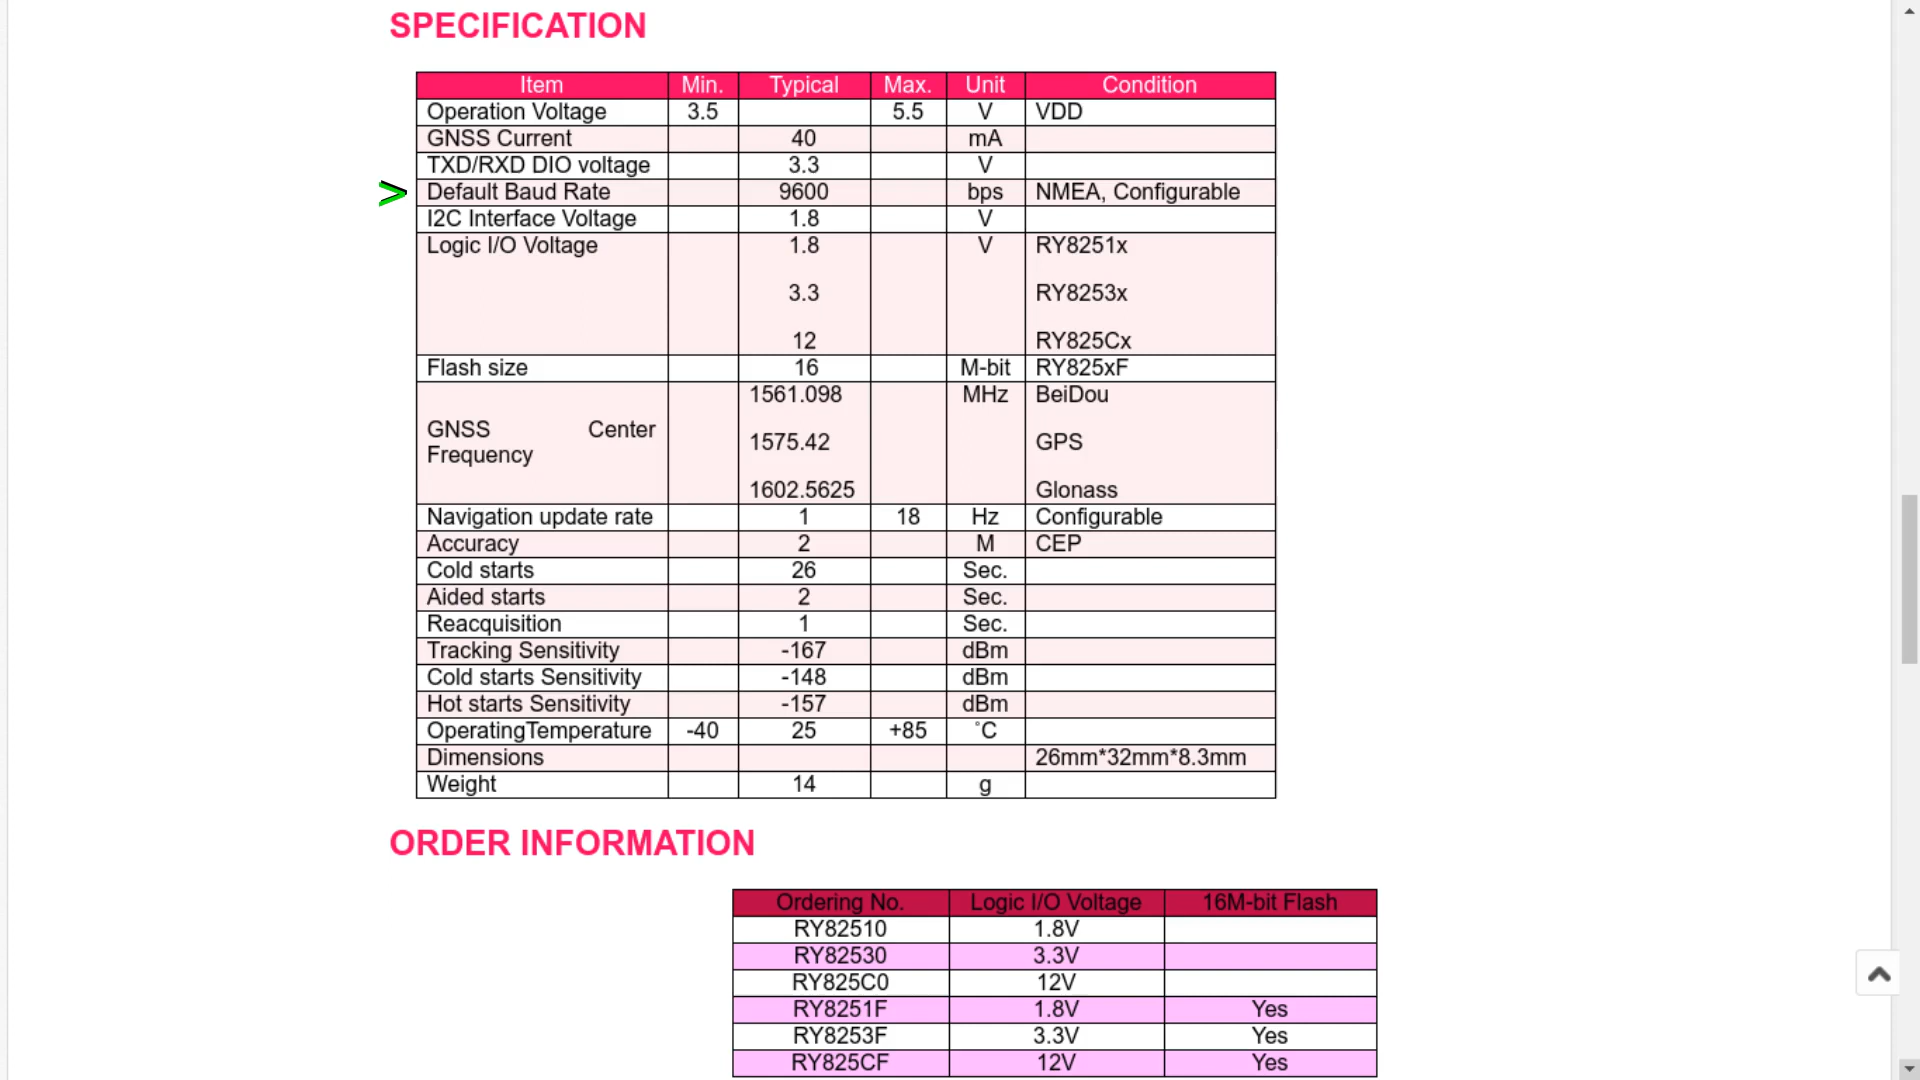 SPECIFICATION
Item Min. Typical Max. Unit Condition
Operation Voltage 3.5 5.5 V VDD
GNSS Current 40 mA
TXD/RXD DIO voltage 3.3 V
> Default Baud Rate 9600 bps NMEA, Configurable
I2C Interface Voltage 1.8 V
Logic I/O Voltage 1.8 V RY8251x
3.3 RY8253x
12 RY825Cx
Flash size 16 M-bit RY825xF
1561.098 MHz BeiDou
GNSS Center
Frequency
1575.42 GPS
1602.5625 Glonass
Navigation update rate 1 18 Hz Configurable
Accuracy 2 M CEP
Cold starts 26 Sec.
Aided starts 2 Sec.
Reacquisition 1 Sec.
Tracking Sensitivity -167 dBm
Cold starts Sensitivity -148 dBm
Hot starts Sensitivity -157 dBm
OperatingTemperature -40 25 +85 ˚C
Dimensions 26mm*32mm*8.3mm
Weight 14 g
ORDER INFORMATION
Ordering No. Logic I/O Voltage 16M-bit Flash
RY82510 1.8V
RY82530 3.3V
RY825C0 12V
RY8251F 1.8V Yes
RY8253F 3.3V Yes
RY825CF 12V Yes